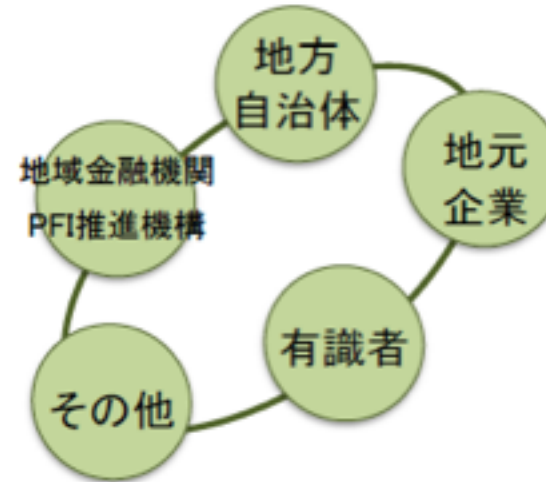 地方
自治体
地元
企業
有識者
その他
地域金融機関
PFI推進機構